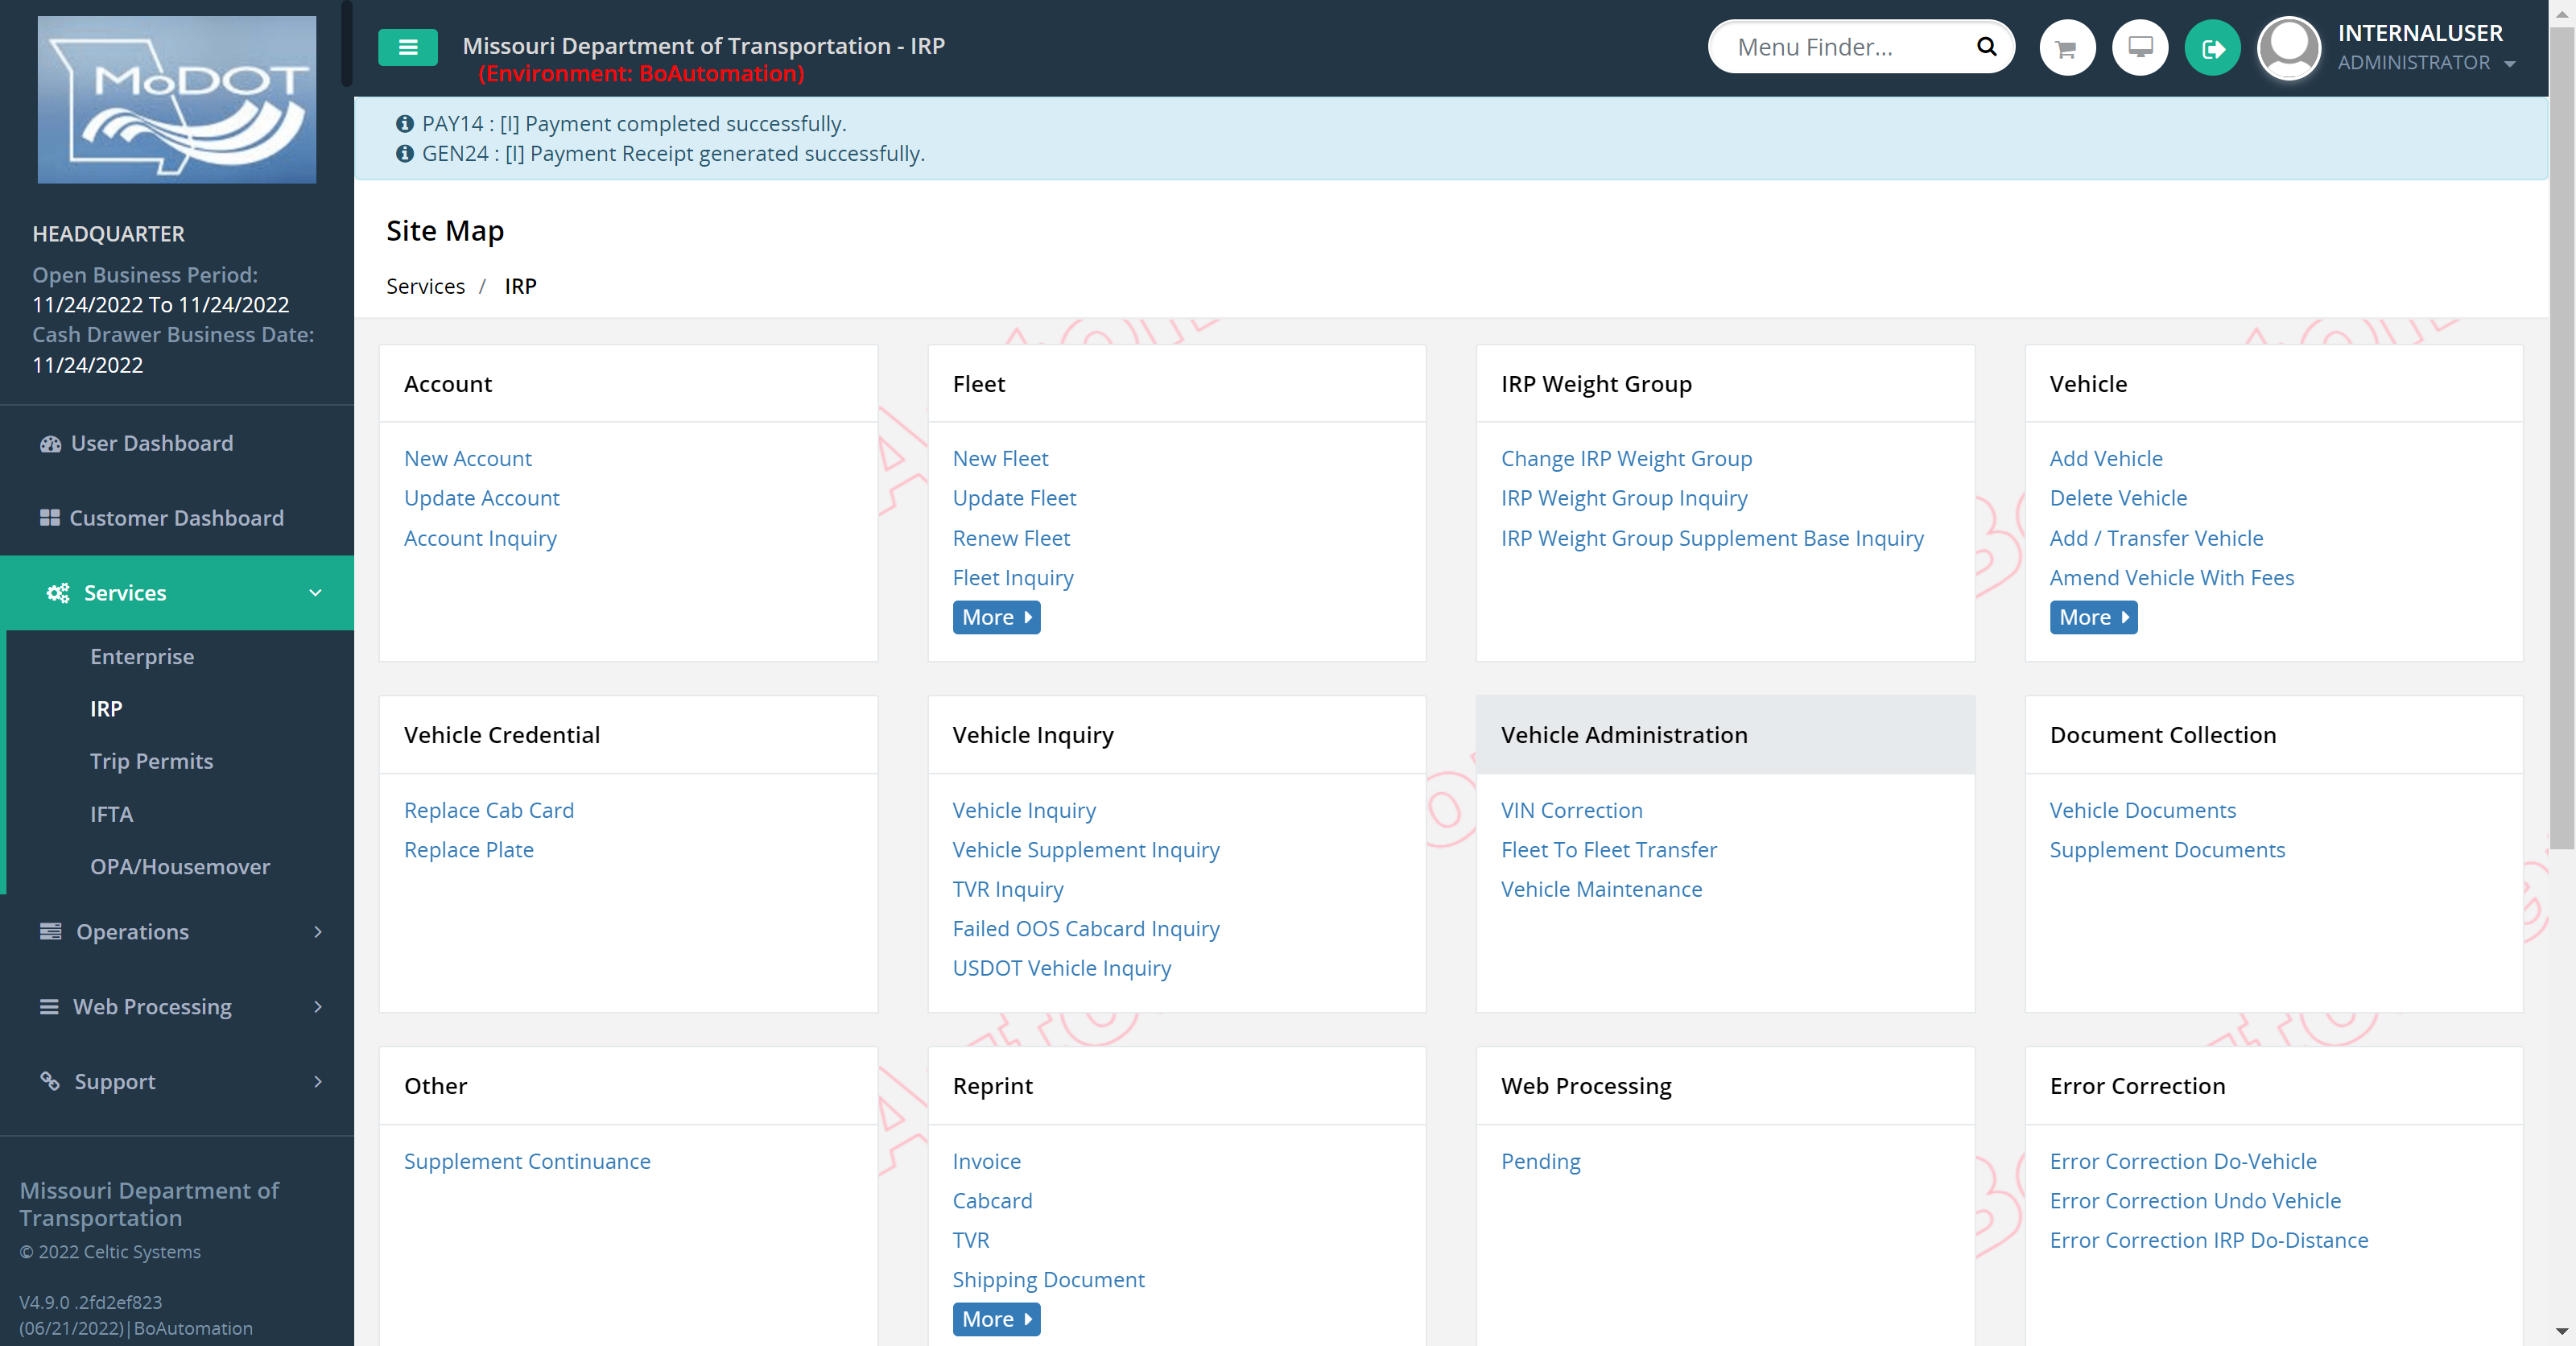 MoDOT
Missouri Department of Transportation - IRP
(Environment: BoAutomation)
Menu Finder...
INTERNALUSER
ADMINISTRATOR
PAY14 : [I] Payment completed successfully.
GEN24 : [I] Payment Receipt generated successfully.
HEADQUARTER
Open Business Period:
11/24/2022 To 11/24/2022
Cash Drawer Business Date:
11/24/2022
User Dashboard
Customer Dashboard
Services
Enterprise
IRP
Trip Permits
IFTA
OPA/Housemover
Operations
Web Processing
Support
Missouri Department of
Transportation
© 2022 Celtic Systems
V4.9.0 .2fd2ef823
(06/21/2022)|BoAutomation
Site Map
Services / IRP
Account
New Account
Update Account
Account Inquiry
Fleet
New Fleet
Update Fleet
Renew Fleet
Fleet Inquiry
More
IRP Weight Group
Change IRP Weight Group
IRP Weight Group Inquiry
IRP Weight Group Supplement Base Inquiry
Vehicle
Add Vehicle
Delete Vehicle
Add / Transfer Vehicle
Amend Vehicle With Fees
More
Vehicle Credential
Replace Cab Card
Replace Plate
Vehicle Inquiry
Vehicle Inquiry
Vehicle Supplement Inquiry
TVR Inquiry
Failed OOS Cabcard Inquiry
USDOT Vehicle Inquiry
Vehicle Administration
VIN Correction
Fleet To Fleet Transfer
Vehicle Maintenance
Document Collection
Vehicle Documents
Supplement Documents
Other
Supplement Continuance
Reprint
Invoice
Cabcard
TVR
Shipping Document
More
Web Processing
Pending
Error Correction
Error Correction Do-Vehicle
Error Correction Undo Vehicle
Error Correction IRP Do-Distance